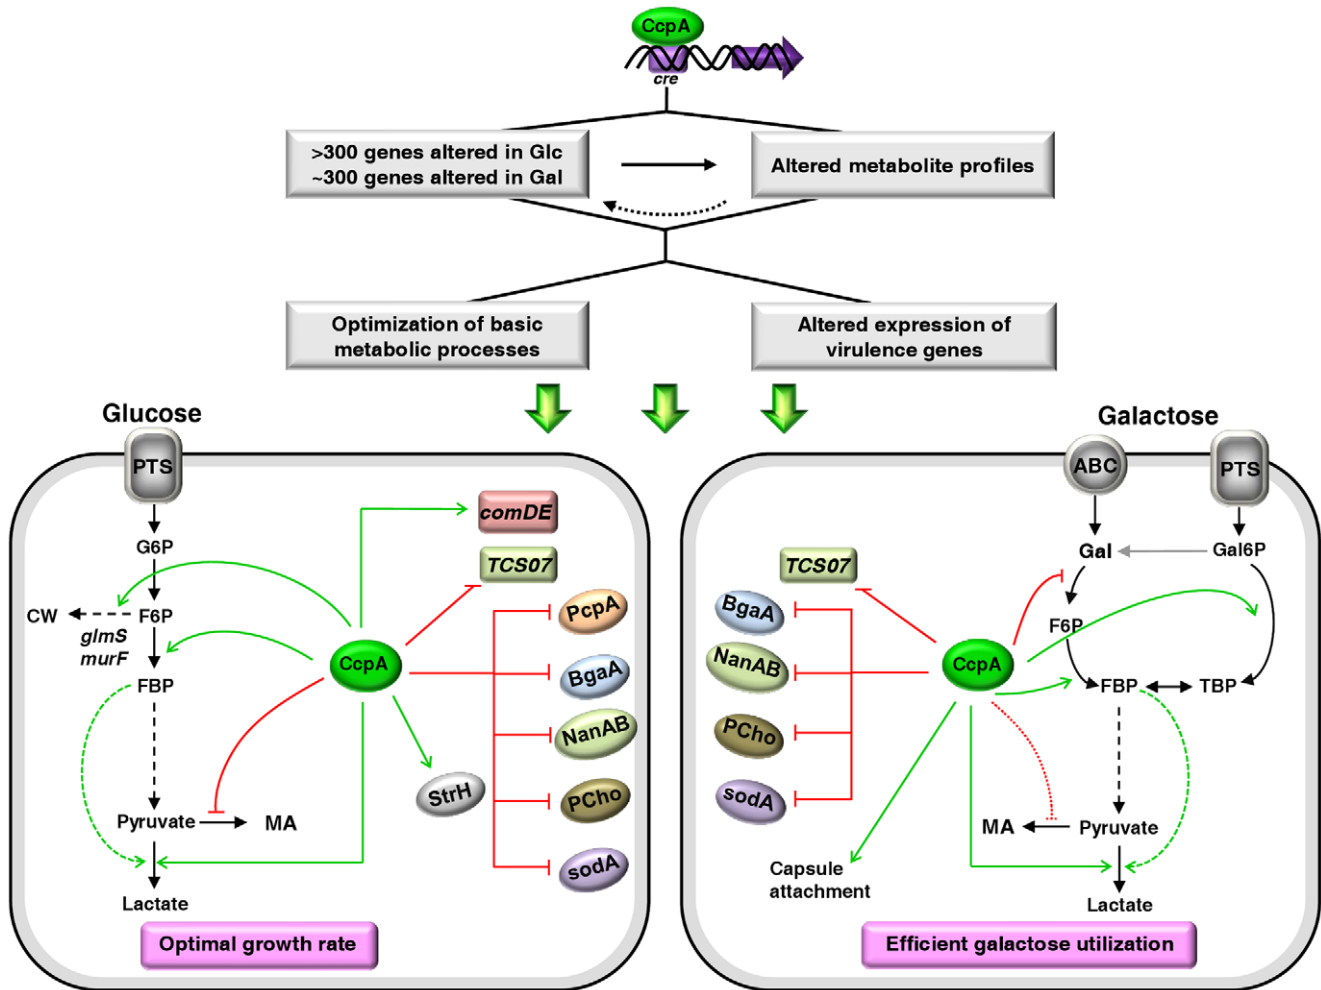 CcpA
cre
>300 genes altered in Glc
~300 genes altered in Gal
Altered metabolite profiles
Optimization of basic
metabolic processes
Altered expression of
virulence genes
Glucose
PTS
G6P
CW
F6P
glmS
murF
FBP
Pyruvate
MA
Lactate
CcpA
comDE
TCS07
PcpA
BgaA
NanAB
StrH
PCho
sodA
Optimal growth rate
Galactose
ABC
PTS
Gal
Gal6P
TCS07
BgaA
NanAB
PCho
sodA
CcpA
F6P
FBP
TBP
MA
Pyruvate
Capsule
attachment
Lactate
Efficient galactose utilization